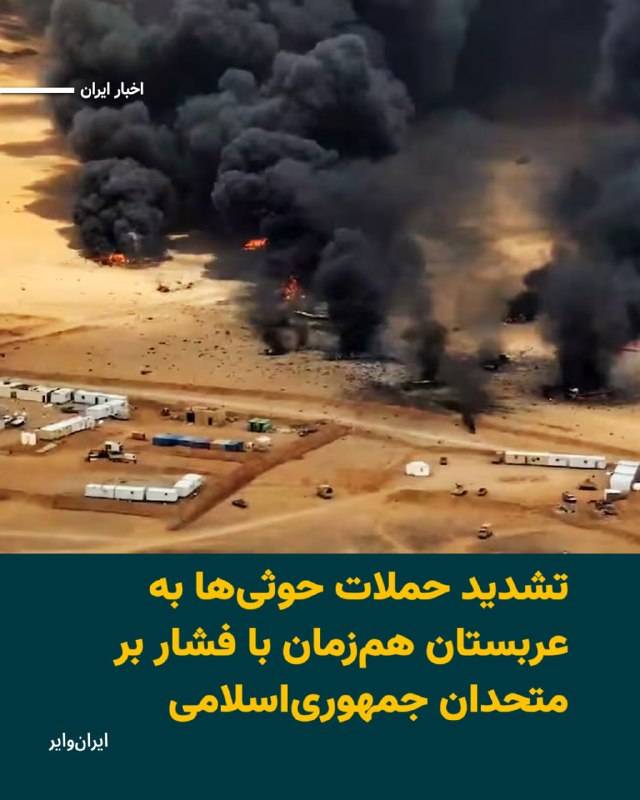 اخبار ایران
تشدید حملات حوثی‌ها به
عربستان هم‌زمان با فشار بر
متحدان جمهوری‌اسلامی
ایران‌وایر